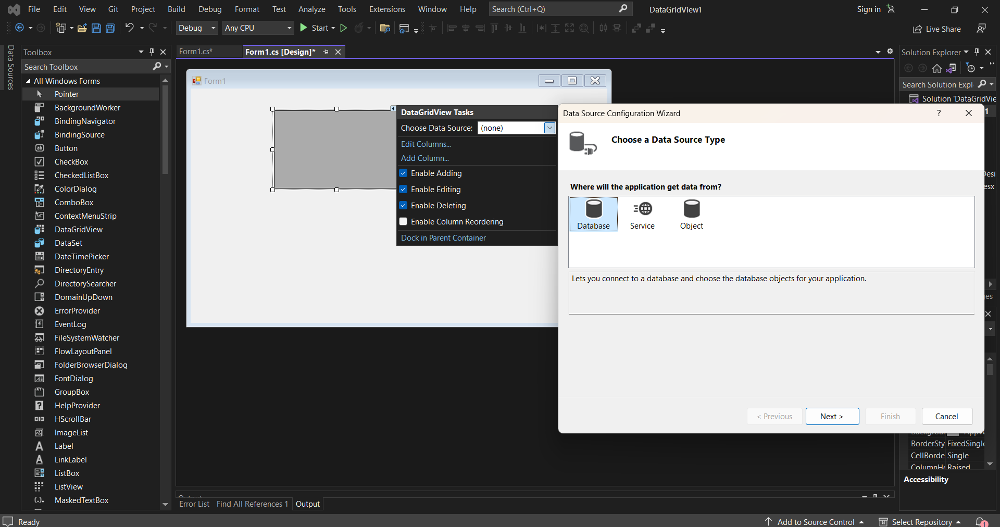 File Edit View Git Project Build Debug Format Test Analyze Tools Extensions Window Help Search (Ctrl+Q) DataGridView1 Sign in
Debug Any CPU Start Live Share
Data Sources
Toolbox
Search Toolbox
All Windows Forms
Pointer
BackgroundWorker
BindingNavigator
BindingSource
Button
CheckBox
CheckedListBox
ColorDialog
ComboBox
ContextMenuStrip
DataGridView
DataSet
DateTimePicker
DirectoryEntry
DirectorySearcher
DomainUpDown
ErrorProvider
EventLog
FileSystemWatcher
FlowLayoutPanel
FolderBrowserDialog
FontDialog
GroupBox
HelpProvider
HScrollBar
ImageList
Label
LinkLabel
ListBox
ListView
MaskedTextBox
Form1.cs* Form1.cs [Design]*
Form1
DataGridView Tasks
Choose Data Source: (none)
Edit Columns...
Add Column...
Enable Adding
Enable Editing
Enable Deleting
Enable Column Reordering
Dock in Parent Container
Data Source Configuration Wizard ?
Choose a Data Source Type
Where will the application get data from?
Database Service Object
Lets you connect to a database and choose the database objects for your application.
< Previous Next > Finish Cancel
Solution Explorer
Search Solution Expl
Solution 'DataGridVie
1
Desi
esx
es
BorderSty FixedSingle
CellBorde Single
ColumnHe Raised
Accessibility
Output
Error List Find All References 1 Output
Ready Add to Source Control Select Repository 1